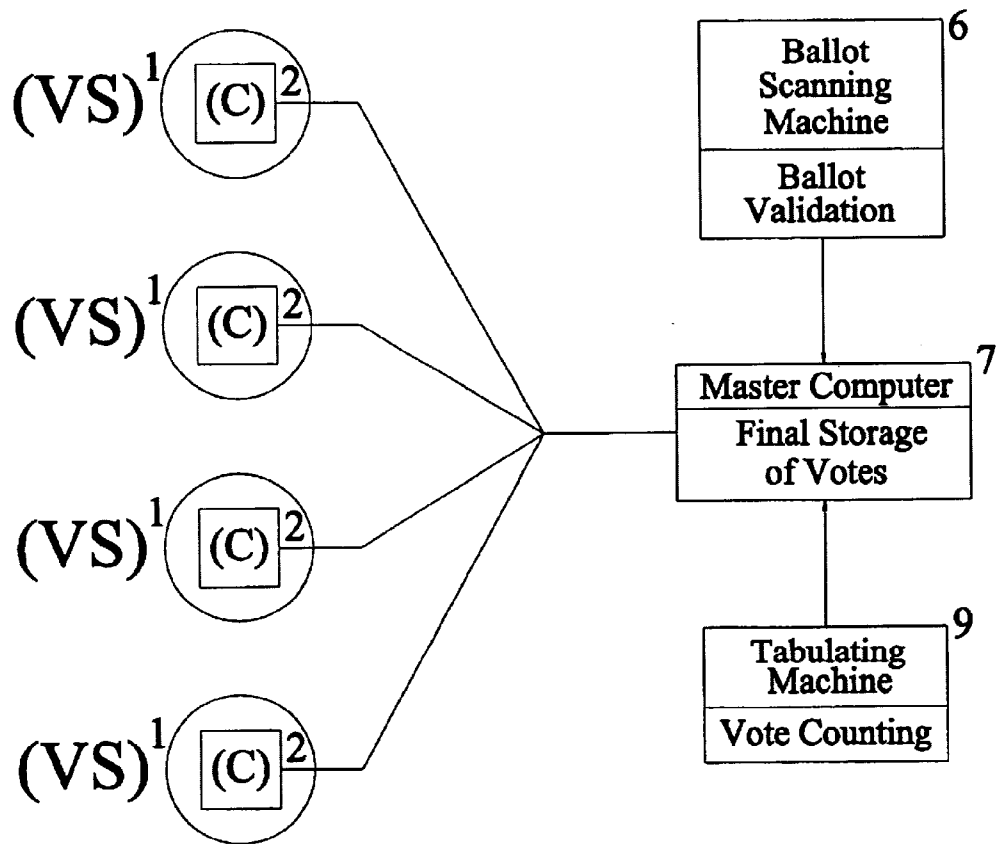 (VS)1 (C) 2
(VS)1 (C) 2
(VS)1 (C) 2
(VS)1 (C) 2
6
Ballot
Scanning
Machine
Ballot
Validation
7
Master Computer
Final Storage
of Votes
9
Tabulating
Machine
Vote Counting